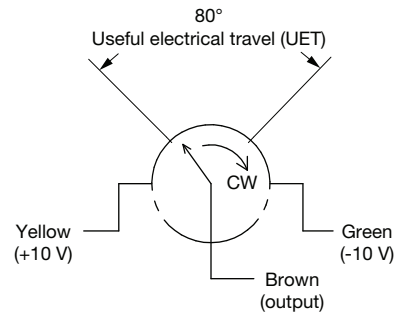 80°
Useful electrical travel (UET)
CW
Yellow
(+10 V)
Green
(-10 V)
Brown
(output)